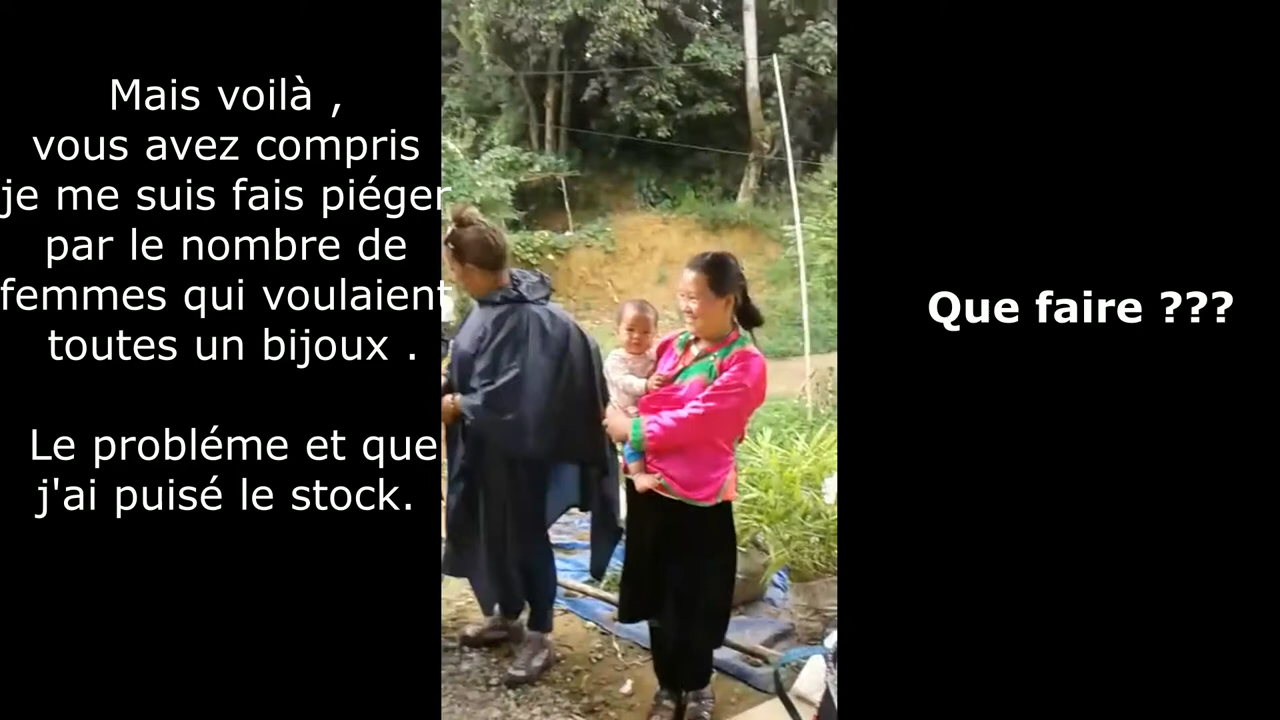 Mais voilà ,
vous avez compris
je me suis fais piéger
par le nombre de
femmes qui voulaient
toutes un bijoux .
Le probléme et que
j'ai puisé le stock.
Que faire ???